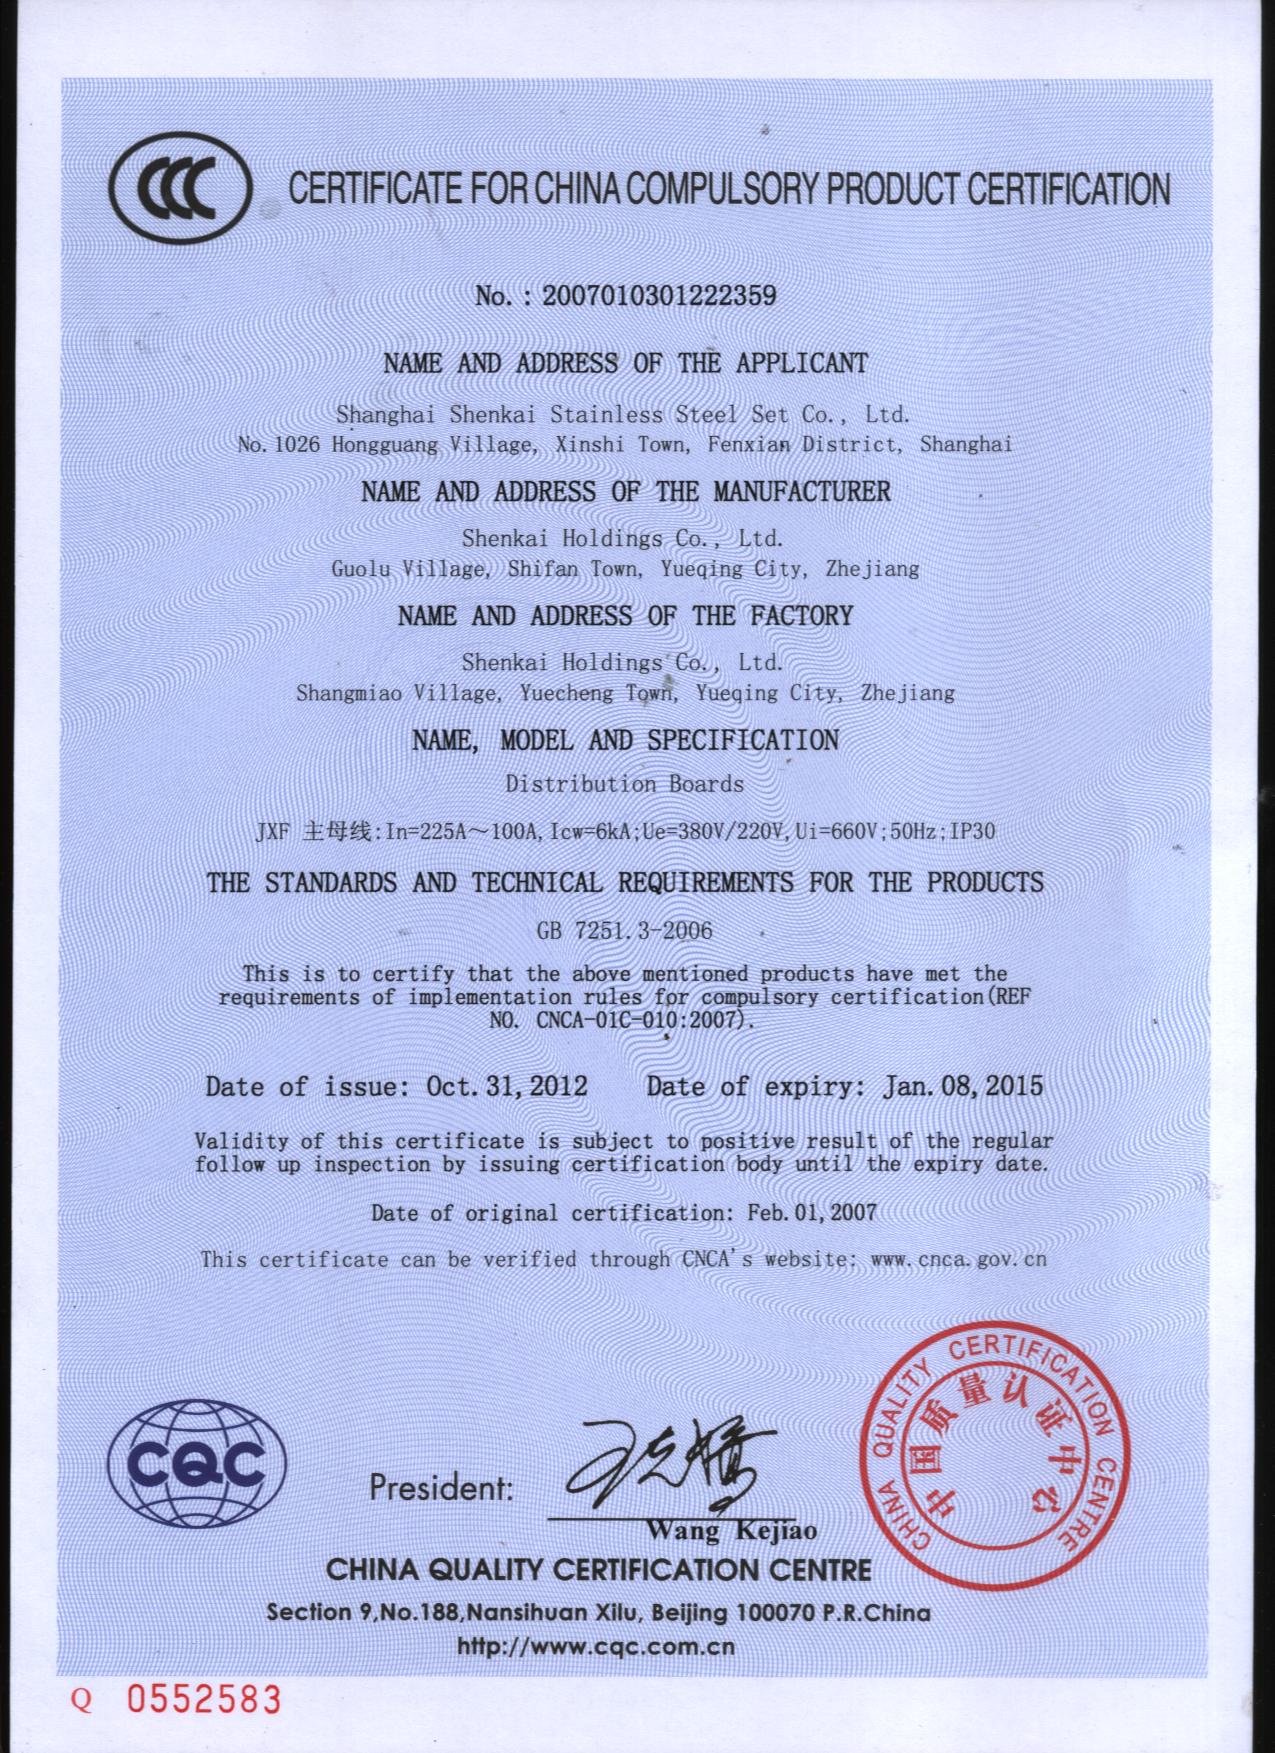 CCC
CERTIFICATE FOR CHINA COMPULSORY PRODUCT CERTIFICATION
No. : 2007010301222359
NAME AND ADDRESS OF THE APPLICANT
Shanghai Shenkai Stainless Steel Set Co., Ltd.
No.1026 Hongguang Village, Xinshi Town, Fenxian District, Shanghai
NAME AND ADDRESS OF THE MANUFACTURER
Shenkai Holdings Co., Ltd.
Guolu Village, Shifan Town, Yueqing City, Zhejiang
NAME AND ADDRESS OF THE FACTORY
Shenkai Holdings Co., Ltd.
Shangmiao Village, Yuecheng Town, Yueqing City, Zhejiang
NAME, MODEL AND SPECIFICATION
Distribution Boards
JXF 主母线:In=225A～100A,Icw=6kA;Ue=380V/220V,Ui=660V;50Hz;IP30
THE STANDARDS AND TECHNICAL REQUIREMENTS FOR THE PRODUCTS
GB 7251.3-2006
This is to certify that the above mentioned products have met the
requirements of implementation rules for compulsory certification(REF
NO. CNCA-01C-010:2007).
Date of issue: Oct.31,2012 Date of expiry: Jan.08,2015
Validity of this certificate is subject to positive result of the regular
follow up inspection by issuing certification body until the expiry date.
Date of original certification: Feb.01,2007
This certificate can be verified through CNCA's website: www.cnca.gov.cn
CQC
President:
Wang Kejiao
CHINA QUALITY CERTIFICATION CENTRE
中国质量认证中心
CHINA QUALITY CERTIFICATION CENTRE
Section 9,No.188,Nansihuan Xilu, Beijing 100070 P.R.China
http://www.cqc.com.cn
Q 0552583